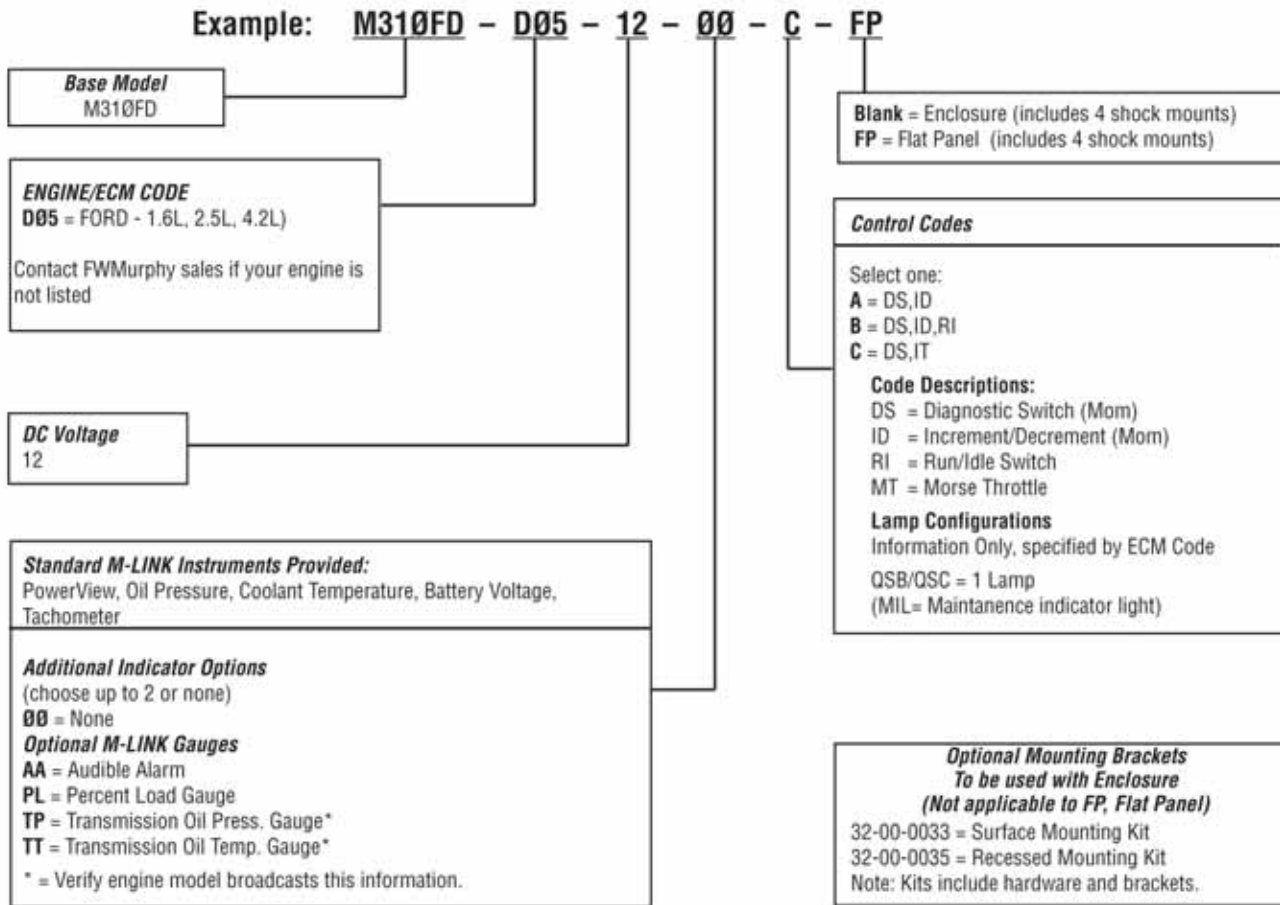 Example: M31ØFD – DØ5 – 12 – ØØ – C – FP
Base Model
M31ØFD
ENGINE/ECM CODE
DØ5 = FORD - 1.6L, 2.5L, 4.2L)
Contact FWMurphy sales if your engine is
not listed
DC Voltage
12
Standard M-LINK Instruments Provided:
PowerView, Oil Pressure, Coolant Temperature, Battery Voltage,
Tachometer
Additional Indicator Options
(choose up to 2 or none)
ØØ = None
Optional M-LINK Gauges
AA = Audible Alarm
PL = Percent Load Gauge
TP = Transmission Oil Press. Gauge*
TT = Transmission Oil Temp. Gauge*
* = Verify engine model broadcasts this information.
Blank = Enclosure (includes 4 shock mounts)
FP = Flat Panel (includes 4 shock mounts)
Control Codes
Select one:
A = DS,ID
B = DS,ID,RI
C = DS,IT
Code Descriptions:
DS = Diagnostic Switch (Mom)
ID = Increment/Decrement (Mom)
RI = Run/Idle Switch
MT = Morse Throttle
Lamp Configurations
Information Only, specified by ECM Code
QSB/QSC = 1 Lamp
(MIL= Maintanence indicator light)
Optional Mounting Brackets
To be used with Enclosure
(Not applicable to FP, Flat Panel)
32-00-0033 = Surface Mounting Kit
32-00-0035 = Recessed Mounting Kit
Note: Kits include hardware and brackets.